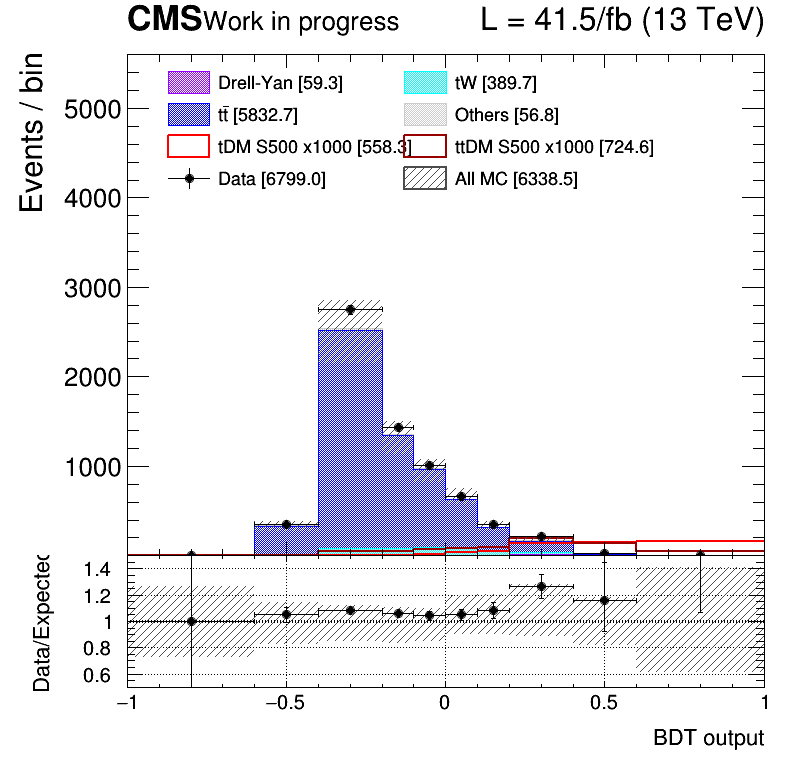 CMS Work in progress L = 41.5/fb (13 TeV)
Events / bin
Drell-Yan [59.3] tW [389.7]
tt̄ [5832.7] Others [56.8]
tDM S500 x1000 [558.3] ttDM S500 x1000 [724.6]
Data [6799.0] All MC [6338.5]
5000
4000
3000
2000
1000
Data/Expected
1.4
1.2
1
0.8
0.6
−1 −0.5 0 0.5 1
BDT output